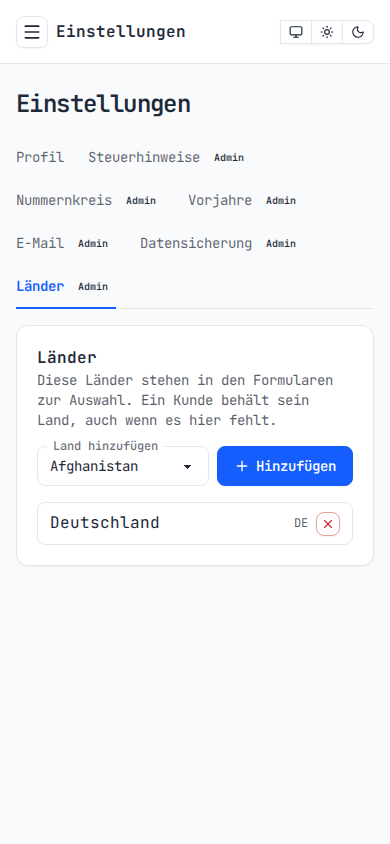 Einstellungen
Einstellungen
Profil Steuerhinweise Admin
Nummernkreis Admin Vorjahre Admin
E-Mail Admin Datensicherung Admin
Länder Admin
Länder
Diese Länder stehen in den Formularen
zur Auswahl. Ein Kunde behält sein
Land, auch wenn es hier fehlt.
Land hinzufügen
Afghanistan
Hinzufügen
Deutschland DE